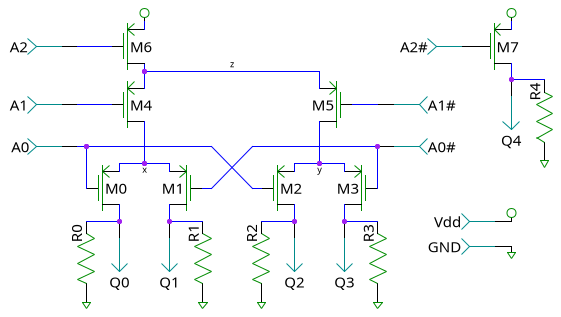 A2 M6 A2# M7
z
R4
A1 M4 M5 A1#
Q4
A0 A0#
x y
M0 M1 M2 M3
Vdd
R0 R1 R2 R3
GND
Q0 Q1 Q2 Q3